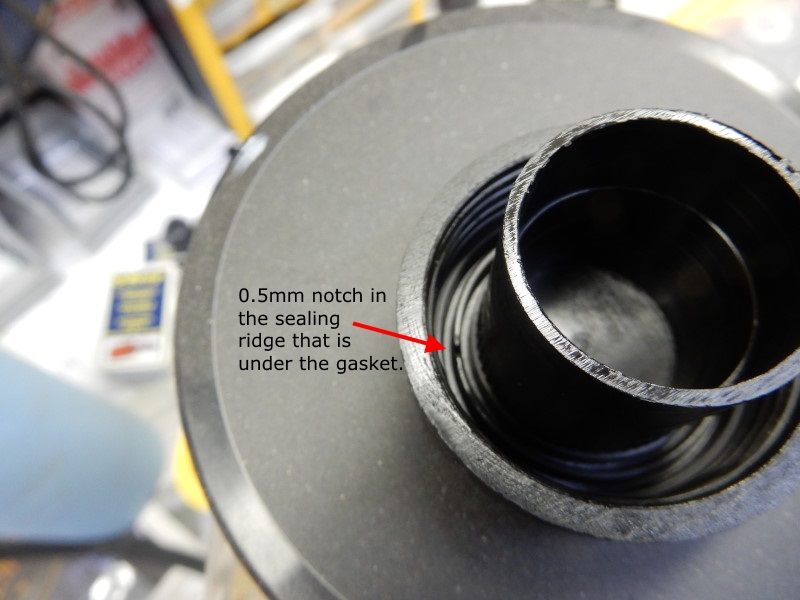 0.5mm notch in
the sealing
ridge that is
under the gasket.